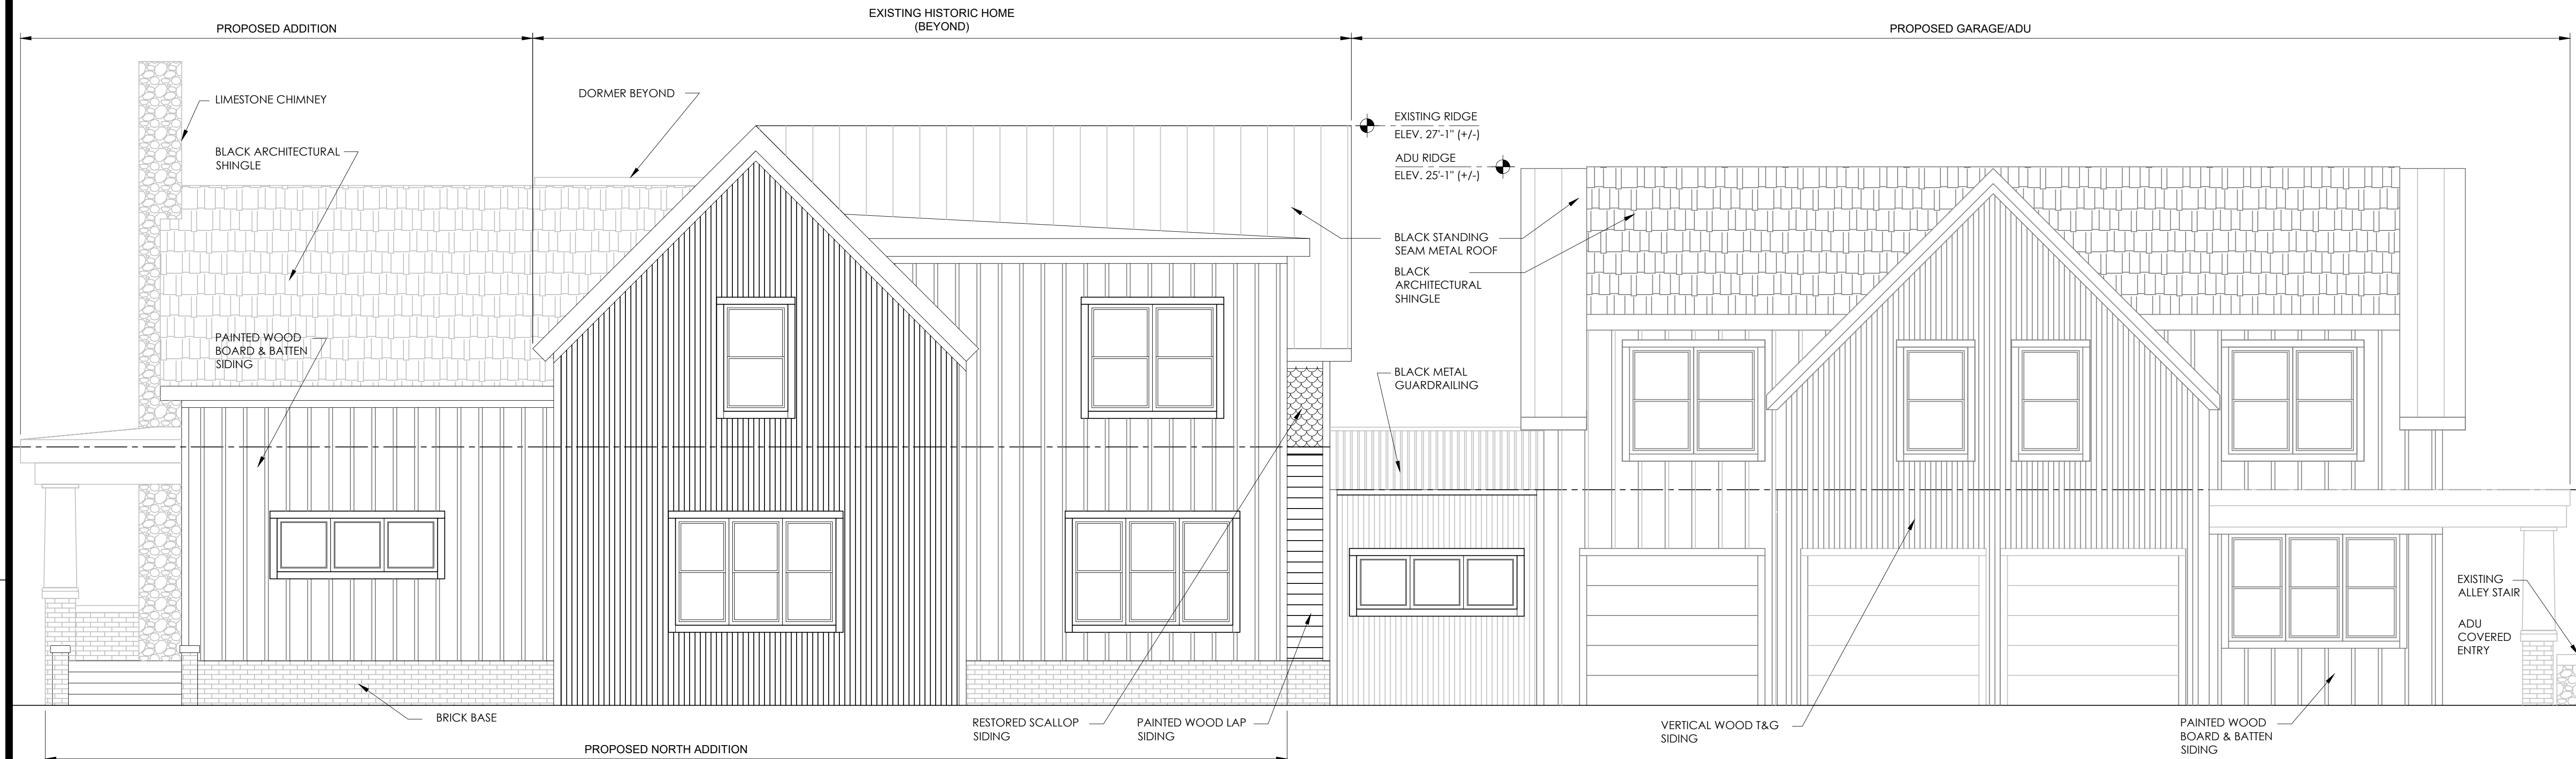 EXISTING HISTORIC HOME
(BEYOND)
PROPOSED ADDITION
PROPOSED GARAGE/ADU
LIMESTONE CHIMNEY
DORMER BEYOND
BLACK ARCHITECTURAL
SHINGLE
EXISTING RIDGE
ELEV. 27'-1" (+/-)
ADU RIDGE
ELEV. 25'-1" (+/-)
BLACK STANDING
SEAM METAL ROOF
BLACK
ARCHITECTURAL
SHINGLE
PAINTED WOOD
BOARD & BATTEN
SIDING
BLACK METAL
GUARDRAILING
EXISTING
ALLEY STAIR
ADU
COVERED
ENTRY
BRICK BASE
RESTORED SCALLOP
SIDING
PAINTED WOOD LAP
SIDING
VERTICAL WOOD T&G
SIDING
PAINTED WOOD
BOARD & BATTEN
SIDING
PROPOSED NORTH ADDITION